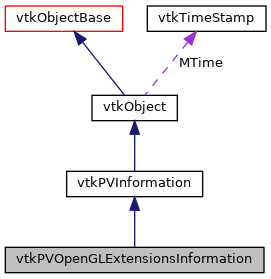 vtkObjectBase
vtkTimeStamp
MTime
vtkObject
vtkPVInformation
vtkPVOpenGLExtensionsInformation